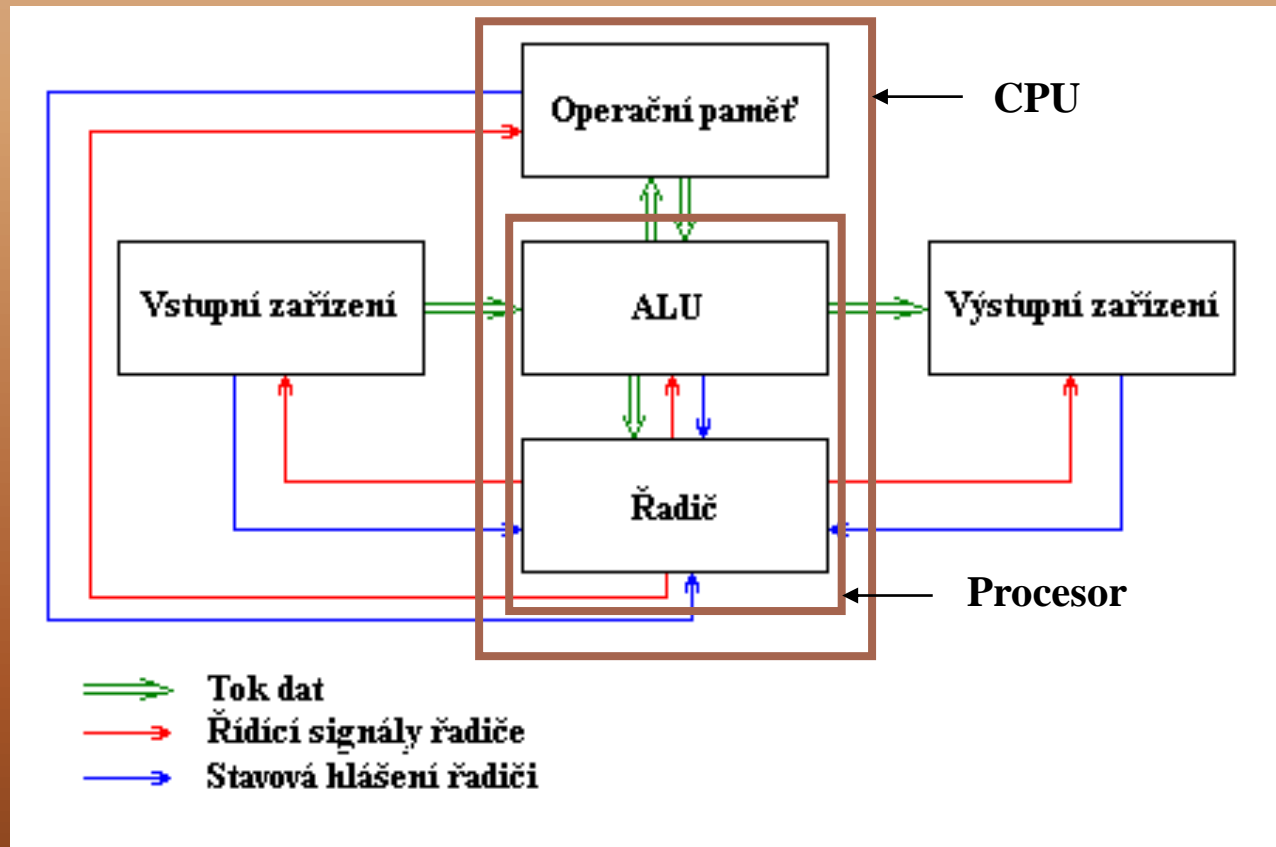 Operační paměť
CPU
Vstupní zařízení
ALU
Výstupní zařízení
Řadič
Procesor
Tok dat
Řídící signály řadiče
Stavová hlášení řadiči